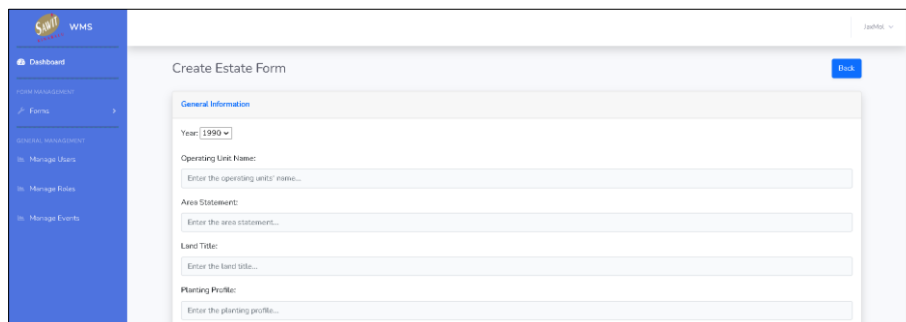 SAWIT
WMS
JaxMol
Dashboard
FORM MANAGEMENT
Forms
GENERAL MANAGEMENT
Manage Users
Manage Roles
Manage Events
Create Estate Form
Back
General Information
Year: 1990
Operating Unit Name:
Enter the operating units' name...
Area Statement:
Enter the area statement...
Land Title:
Enter the land title...
Planting Profile:
Enter the planting profile...